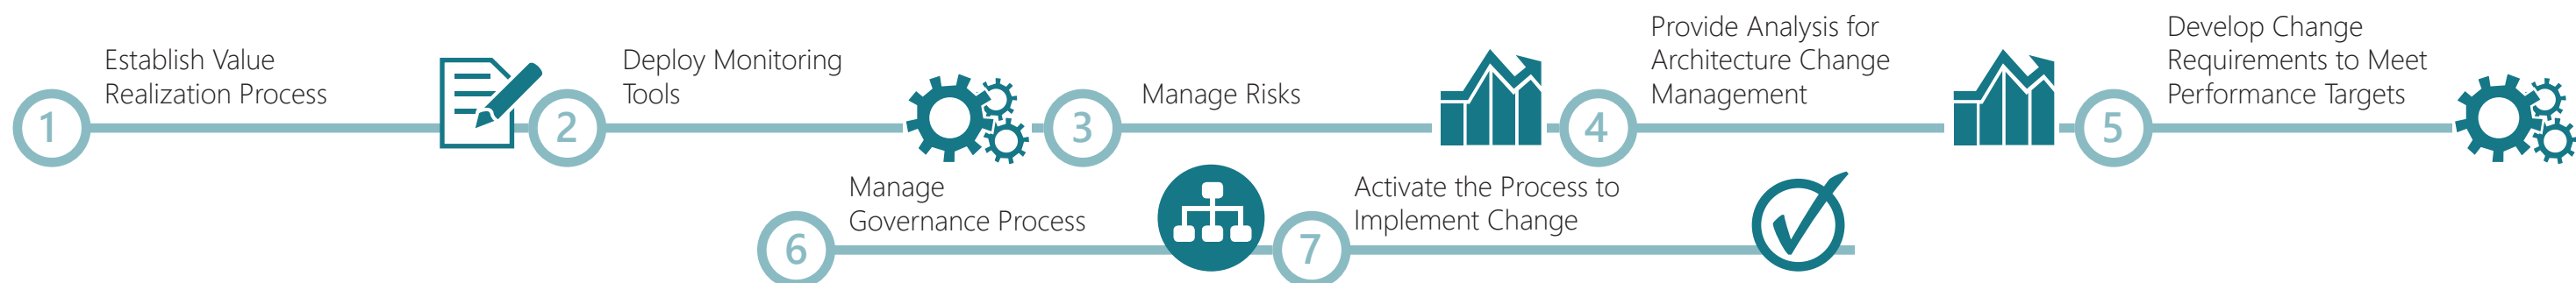 1
Establish Value
Realization Process
2
Deploy Monitoring
Tools
3
Manage Risks
4
Provide Analysis for
Architecture Change
Management
5
Develop Change
Requirements to Meet
Performance Targets
6
Manage
Governance Process
7
Activate the Process to
Implement Change